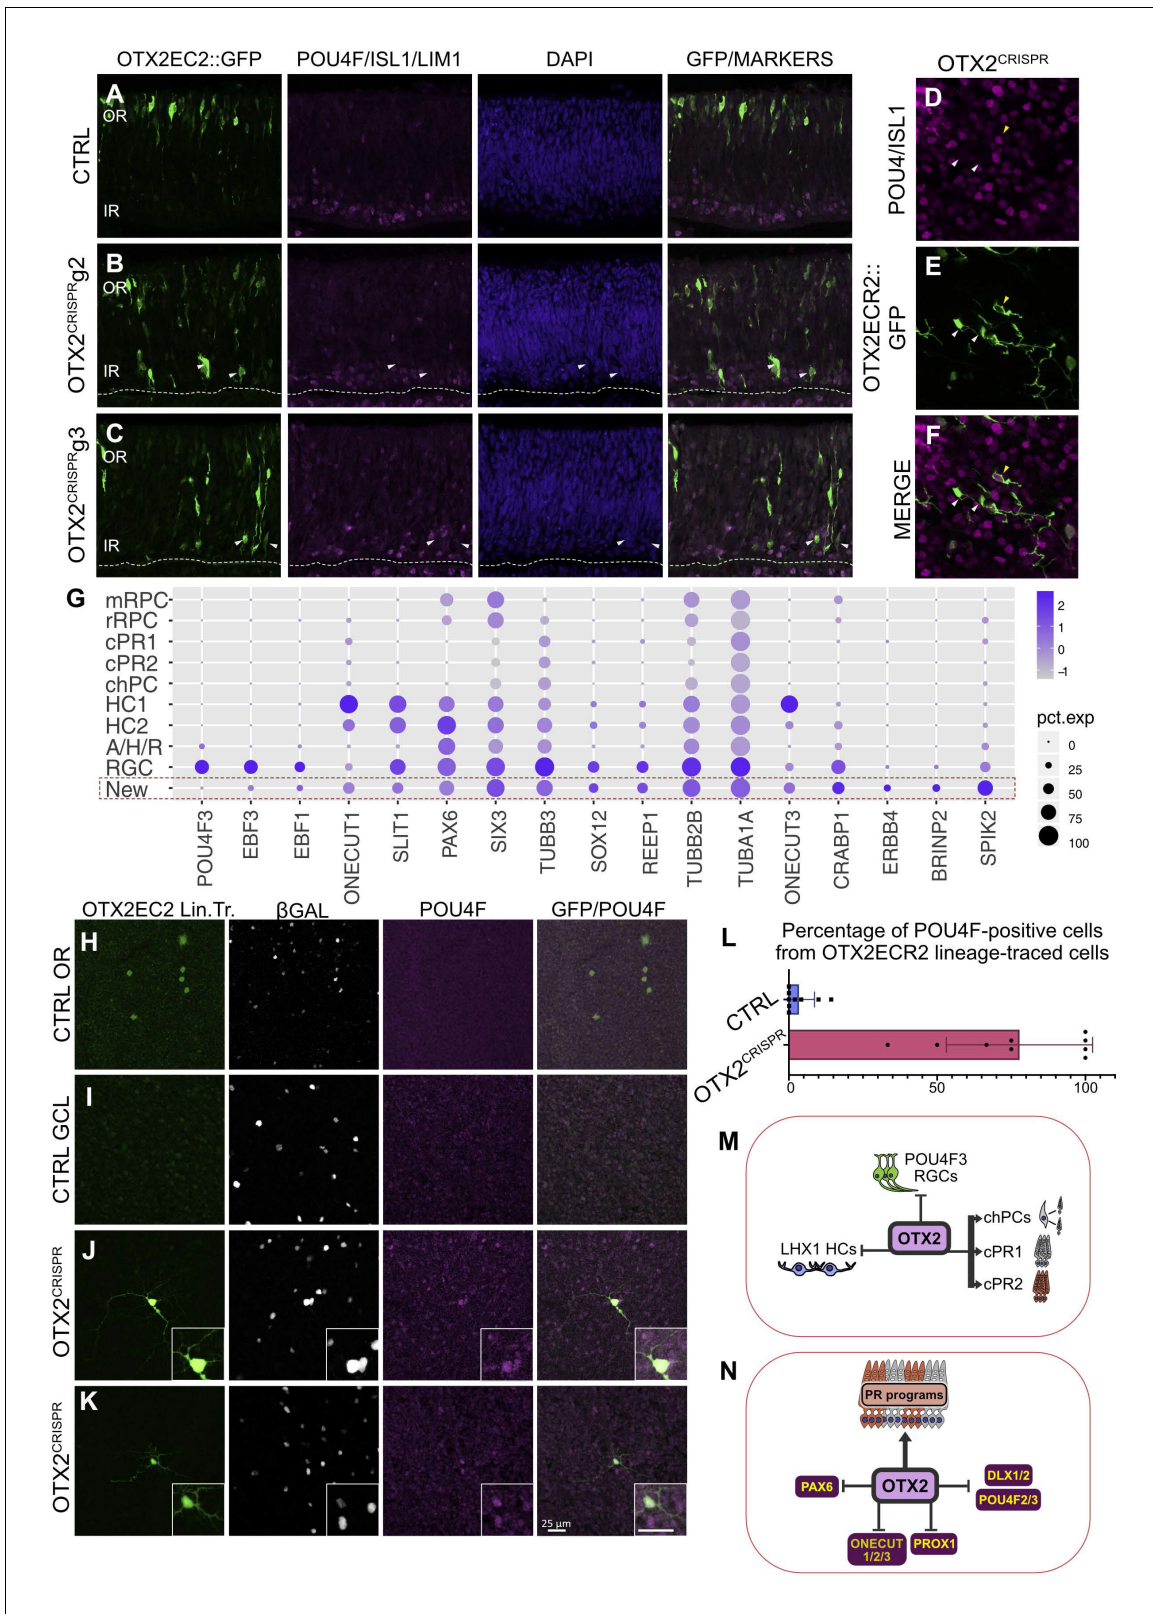 OTX2EC2::GFP
POU4F/ISL1/LIM1
DAPI
GFP/MARKERS
OTX2CRISPR
CTRL
A
OR
IR
D
POU4/ISL1
OTX2CRISPRg2
B
OR
IR
E
OTX2ECR2::
GFP
OTX2CRISPRg3
C
OR
IR
F
MERGE
G
mRPC
rRPC
cPR1
cPR2
chPC
HC1
HC2
A/H/R
RGC
New
POU4F3
EBF3
EBF1
ONECUT1
SLIT1
PAX6
SIX3
TUBB3
SOX12
REEP1
TUBB2B
TUBA1A
ONECUT3
CRABP1
ERBB4
BRINP2
SPIK2
2
1
0
−1
pct.exp
0
25
50
75
100
OTX2EC2 Lin.Tr.
βGAL
POU4F
GFP/POU4F
CTRL OR
H
CTRL GCL
I
OTX2CRISPR
J
OTX2CRISPR
K
25 µm
L
Percentage of POU4F-positive cells
from OTX2ECR2 lineage-traced cells
CTRL
OTX2CRISPR
0
50
100
M
POU4F3
RGCs
OTX2
LHX1 HCs
chPCs
cPR1
cPR2
N
PR programs
OTX2
PAX6
DLX1/2
POU4F2/3
ONECUT
1/2/3
PROX1